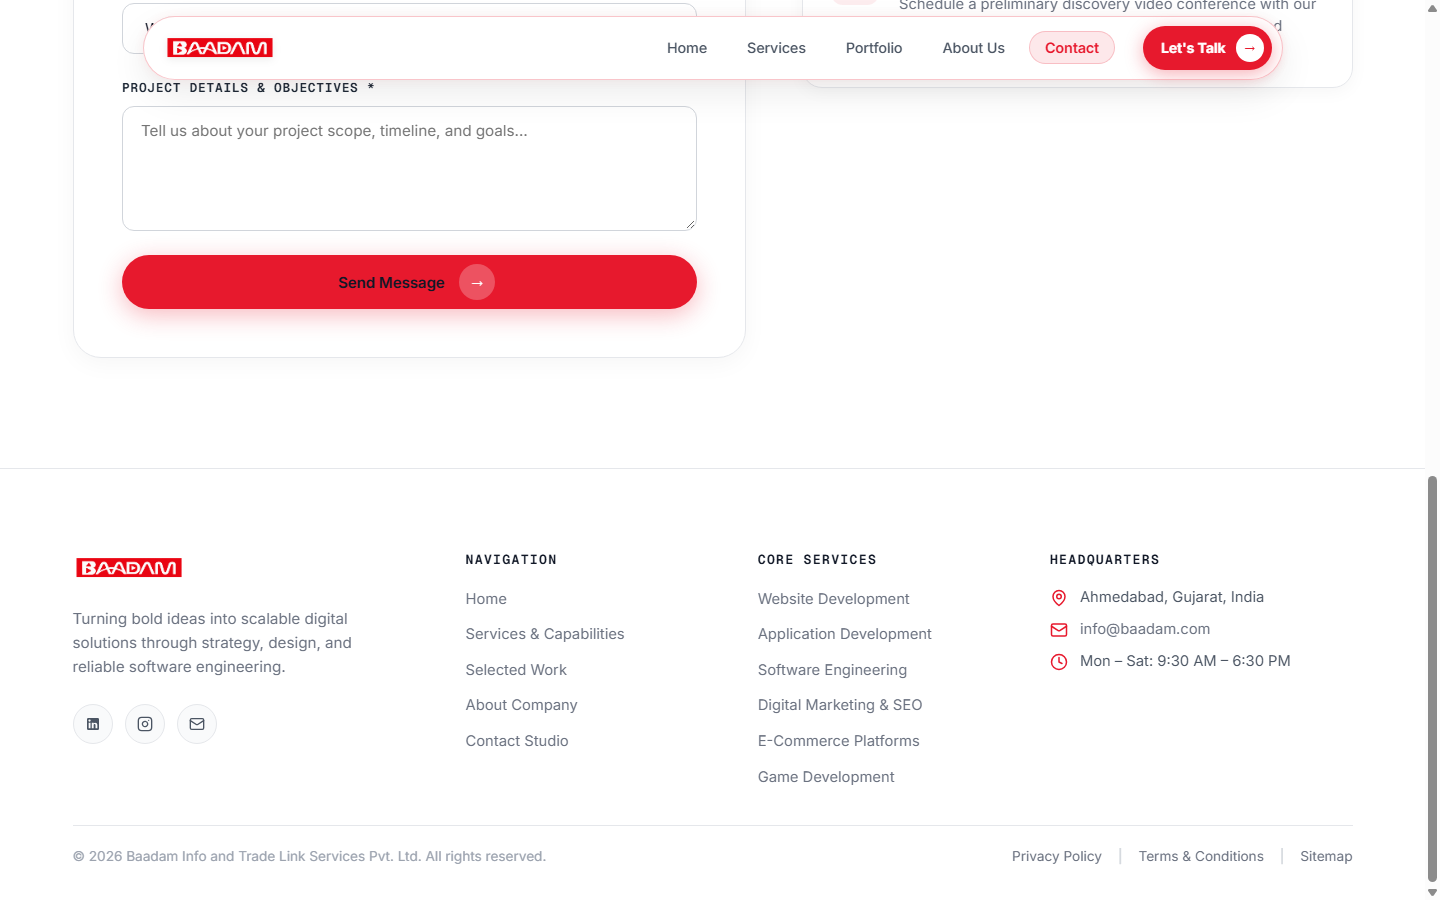 Schedule a preliminary discovery video conference with our
BAADAM
Home
Services
Portfolio
About Us
Contact
Let's Talk →
PROJECT DETAILS & OBJECTIVES *
Tell us about your project scope, timeline, and goals...
Send Message →
BAADAM
Turning bold ideas into scalable digital
solutions through strategy, design, and
reliable software engineering.
NAVIGATION
Home
Services & Capabilities
Selected Work
About Company
Contact Studio
CORE SERVICES
Website Development
Application Development
Software Engineering
Digital Marketing & SEO
E-Commerce Platforms
Game Development
HEADQUARTERS
Ahmedabad, Gujarat, India
info@baadam.com
Mon – Sat: 9:30 AM – 6:30 PM
© 2026 Baadam Info and Trade Link Services Pvt. Ltd. All rights reserved.
Privacy Policy
Terms & Conditions
Sitemap